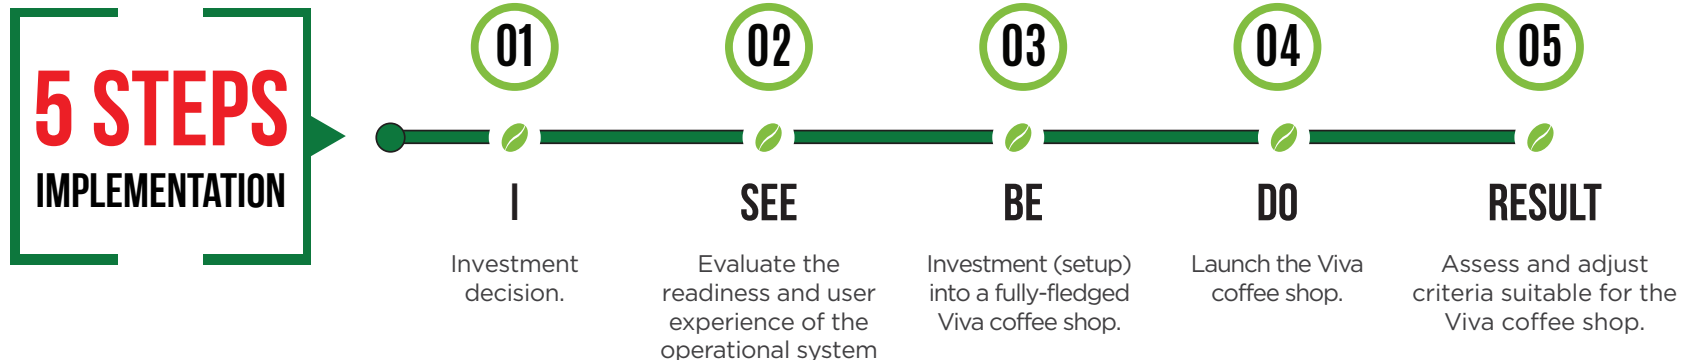 5 STEPS
IMPLEMENTATION
01
I
Investment
decision.
02
SEE
Evaluate the
readiness and user
experience of the
operational system
03
BE
Investment (setup)
into a fully-fledged
Viva coffee shop.
04
DO
Launch the Viva
coffee shop.
05
RESULT
Assess and adjust
criteria suitable for the
Viva coffee shop.